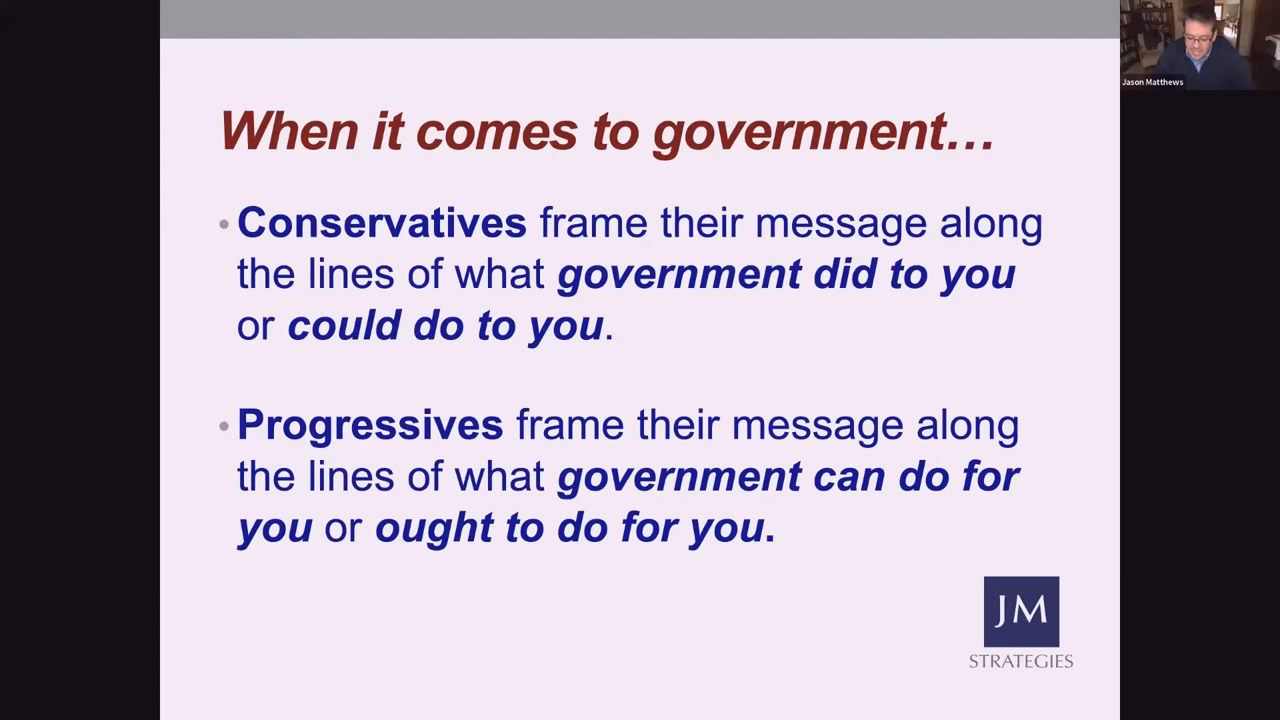 Jason Matthews
When it comes to government…
• Conservatives frame their message along
the lines of what government did to you
or could do to you.
• Progressives frame their message along
the lines of what government can do for
you or ought to do for you.
JM
STRATEGIES